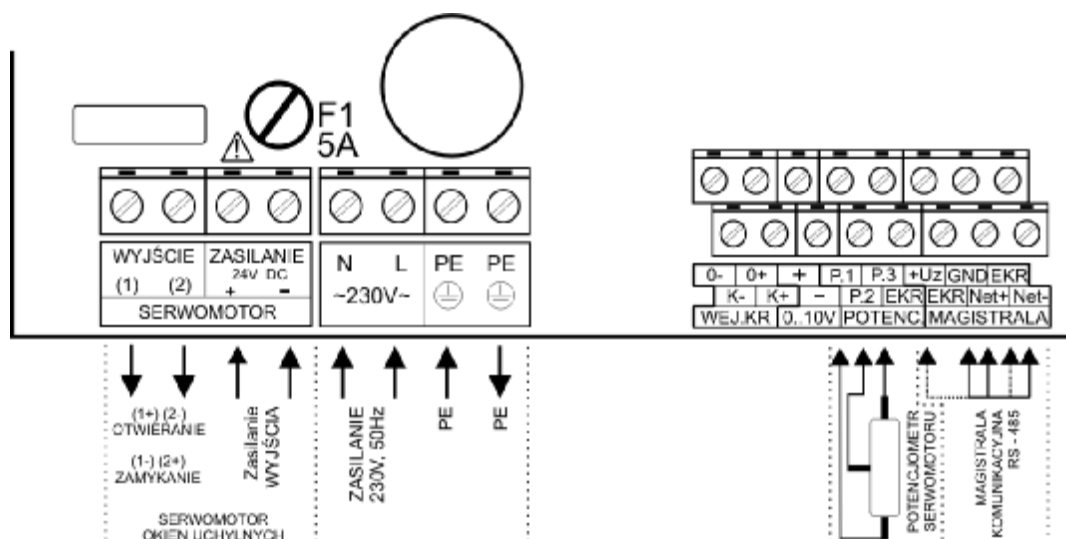 F1
5A
WYJŚCIE ZASILANIE
24V DC
(1) (2) + -
SERWOMOTOR
N L PE PE
~230V~
0- 0+ + P.1 P.3 +Uz GND EKR
K- K+ - P.2 EKR EKR Net+ Net-
WEJ.KR 0..10V POTENC. MAGISTRALA
(1+) (2-)
OTWIERANIE
(1-) (2+)
ZAMYKANIE
Zasilanie
WYJŚCIA
ZASILANIE
230V, 50Hz
PE
PE
SERWOMOTOR
OKIEN UCHYLNYCH
POTENCJOMETR
SERWOMOTORU
MAGISTRALA
KOMUNIKACYJNA
RS - 485